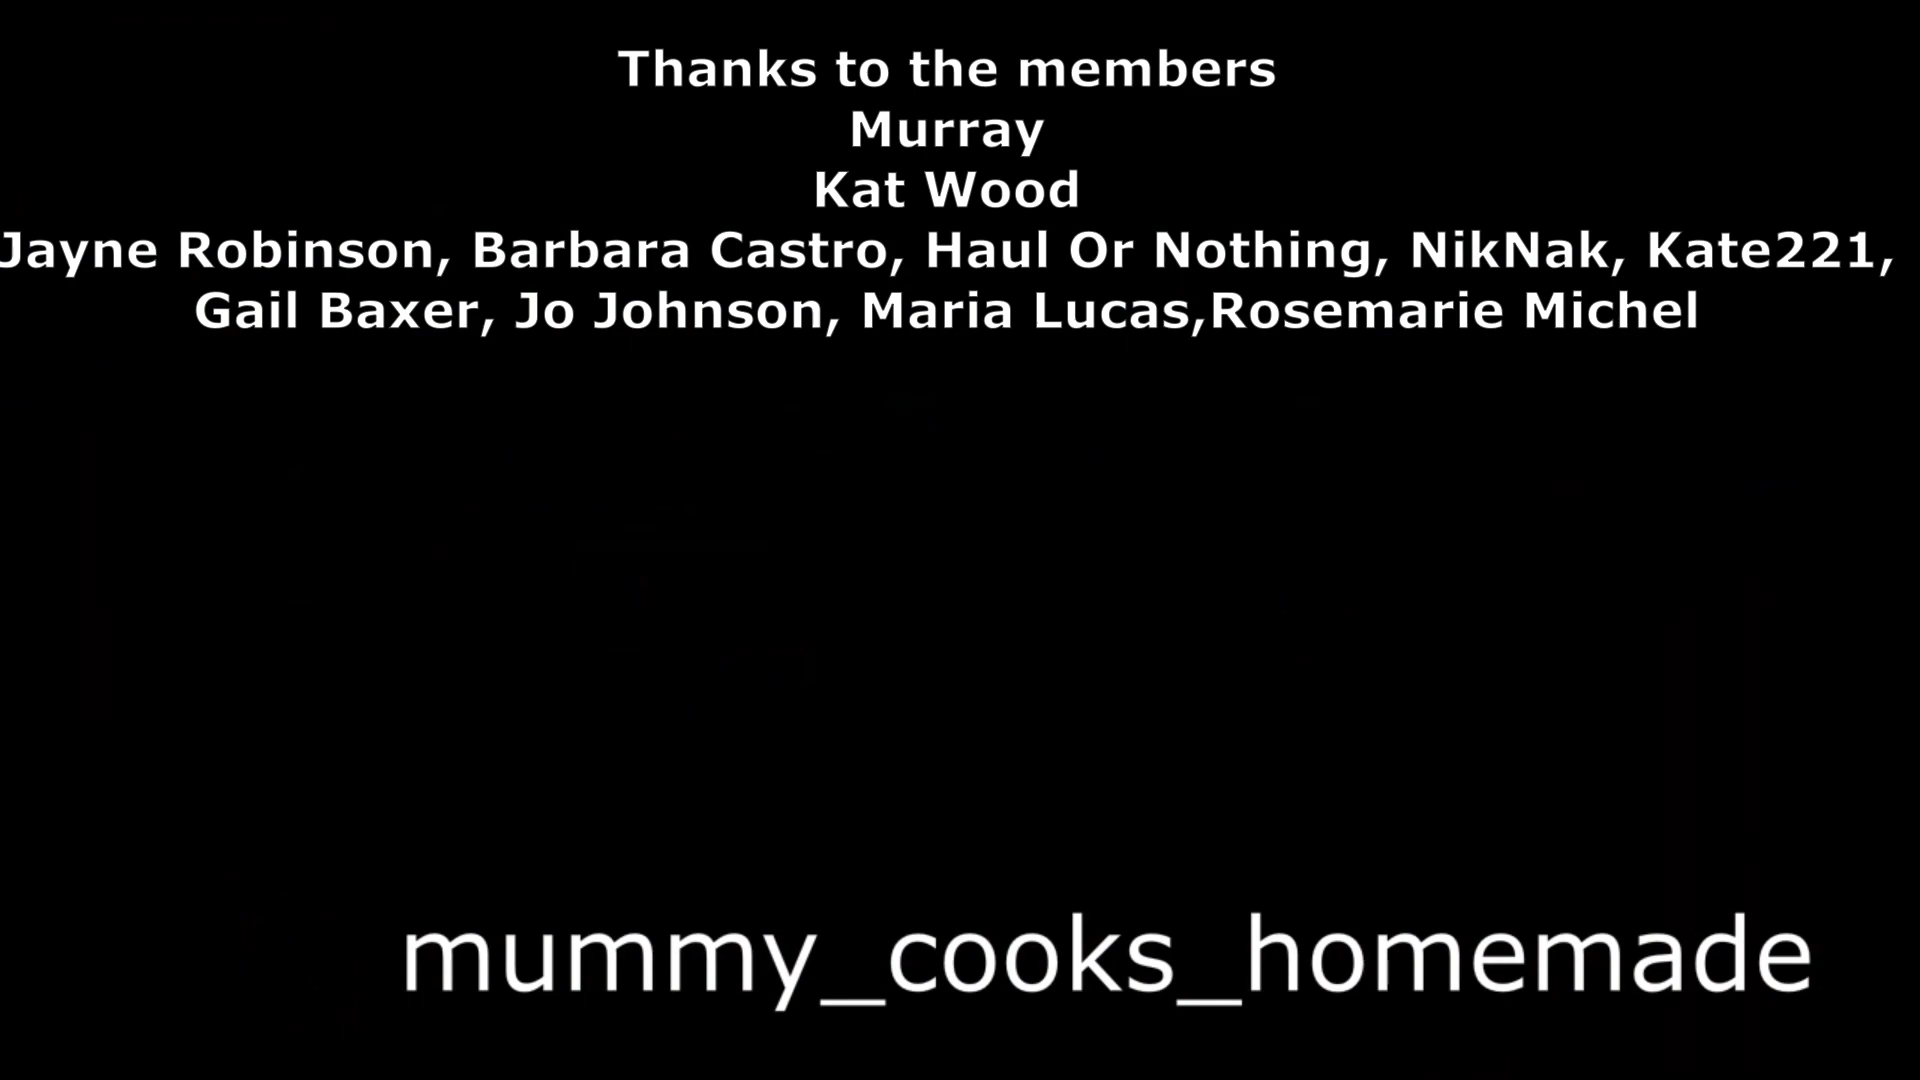 Thanks to the members
Murray
Kat Wood
Jayne Robinson, Barbara Castro, Haul Or Nothing, NikNak, Kate221,
Gail Baxer, Jo Johnson, Maria Lucas,Rosemarie Michel
mummy_cooks_homemade